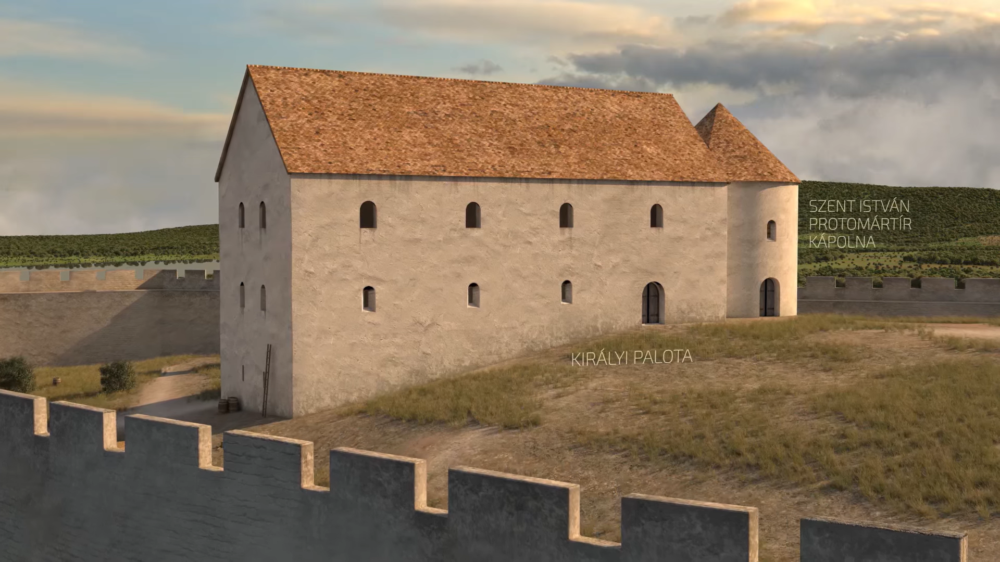 SZENT ISTVÁN
PROTOMÁRTÍR
KÁPOLNA
KIRÁLYI PALOTA